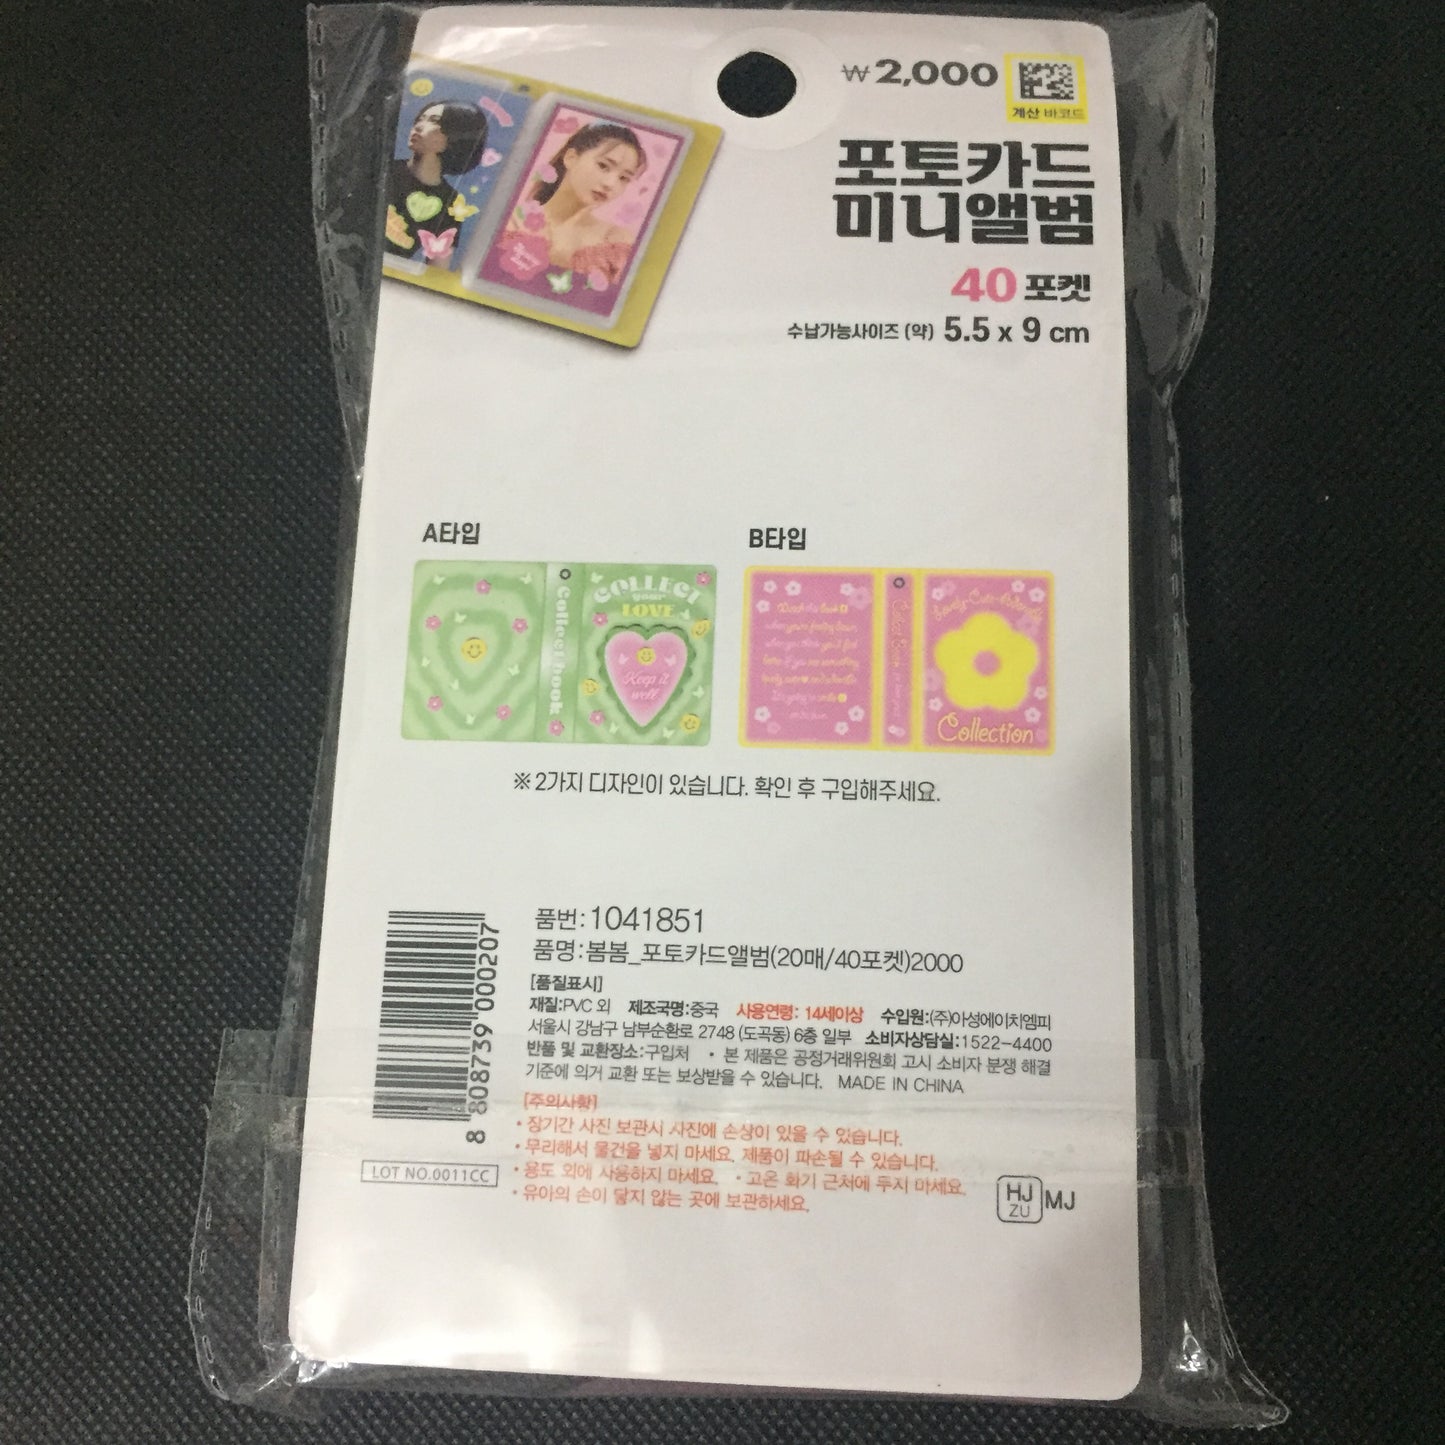 ₩2,000
계산 바코드
포토카드
미니앨범
40 포켓
수납가능사이즈 (약) 5.5 x 9 cm
A타입
B타입
Collect book
COLLECT
your
LOVE
Keep it
well
Collection
※ 2가지 디자인이 있습니다. 확인 후 구입해주세요.
품번:1041851
품명:봄봄_포토카드앨범(20매/40포켓)2000
[품질표시]
재질:PVC 외 제조국명:중국 사용연령: 14세이상 수입원:(주)아성에이치엠피
서울시 강남구 남부순환로 2748 (도곡동) 6층 일부 소비자상담실:1522-4400
반품 및 교환장소:구입처 • 본 제품은 공정거래위원회 고시 소비자 분쟁 해결
기준에 의거 교환 또는 보상받을 수 있습니다. MADE IN CHINA
[주의사항]
• 장기간 사진 보관시 사진에 손상이 있을 수 있습니다.
• 무리해서 물건을 넣지 마세요. 제품이 파손될 수 있습니다.
• 용도 외에 사용하지 마세요. • 고온 화기 근처에 두지 마세요.
• 유아의 손이 닿지 않는 곳에 보관하세요.
8 808739 000207
LOT NO.0011CC
HJ
ZU
MJ